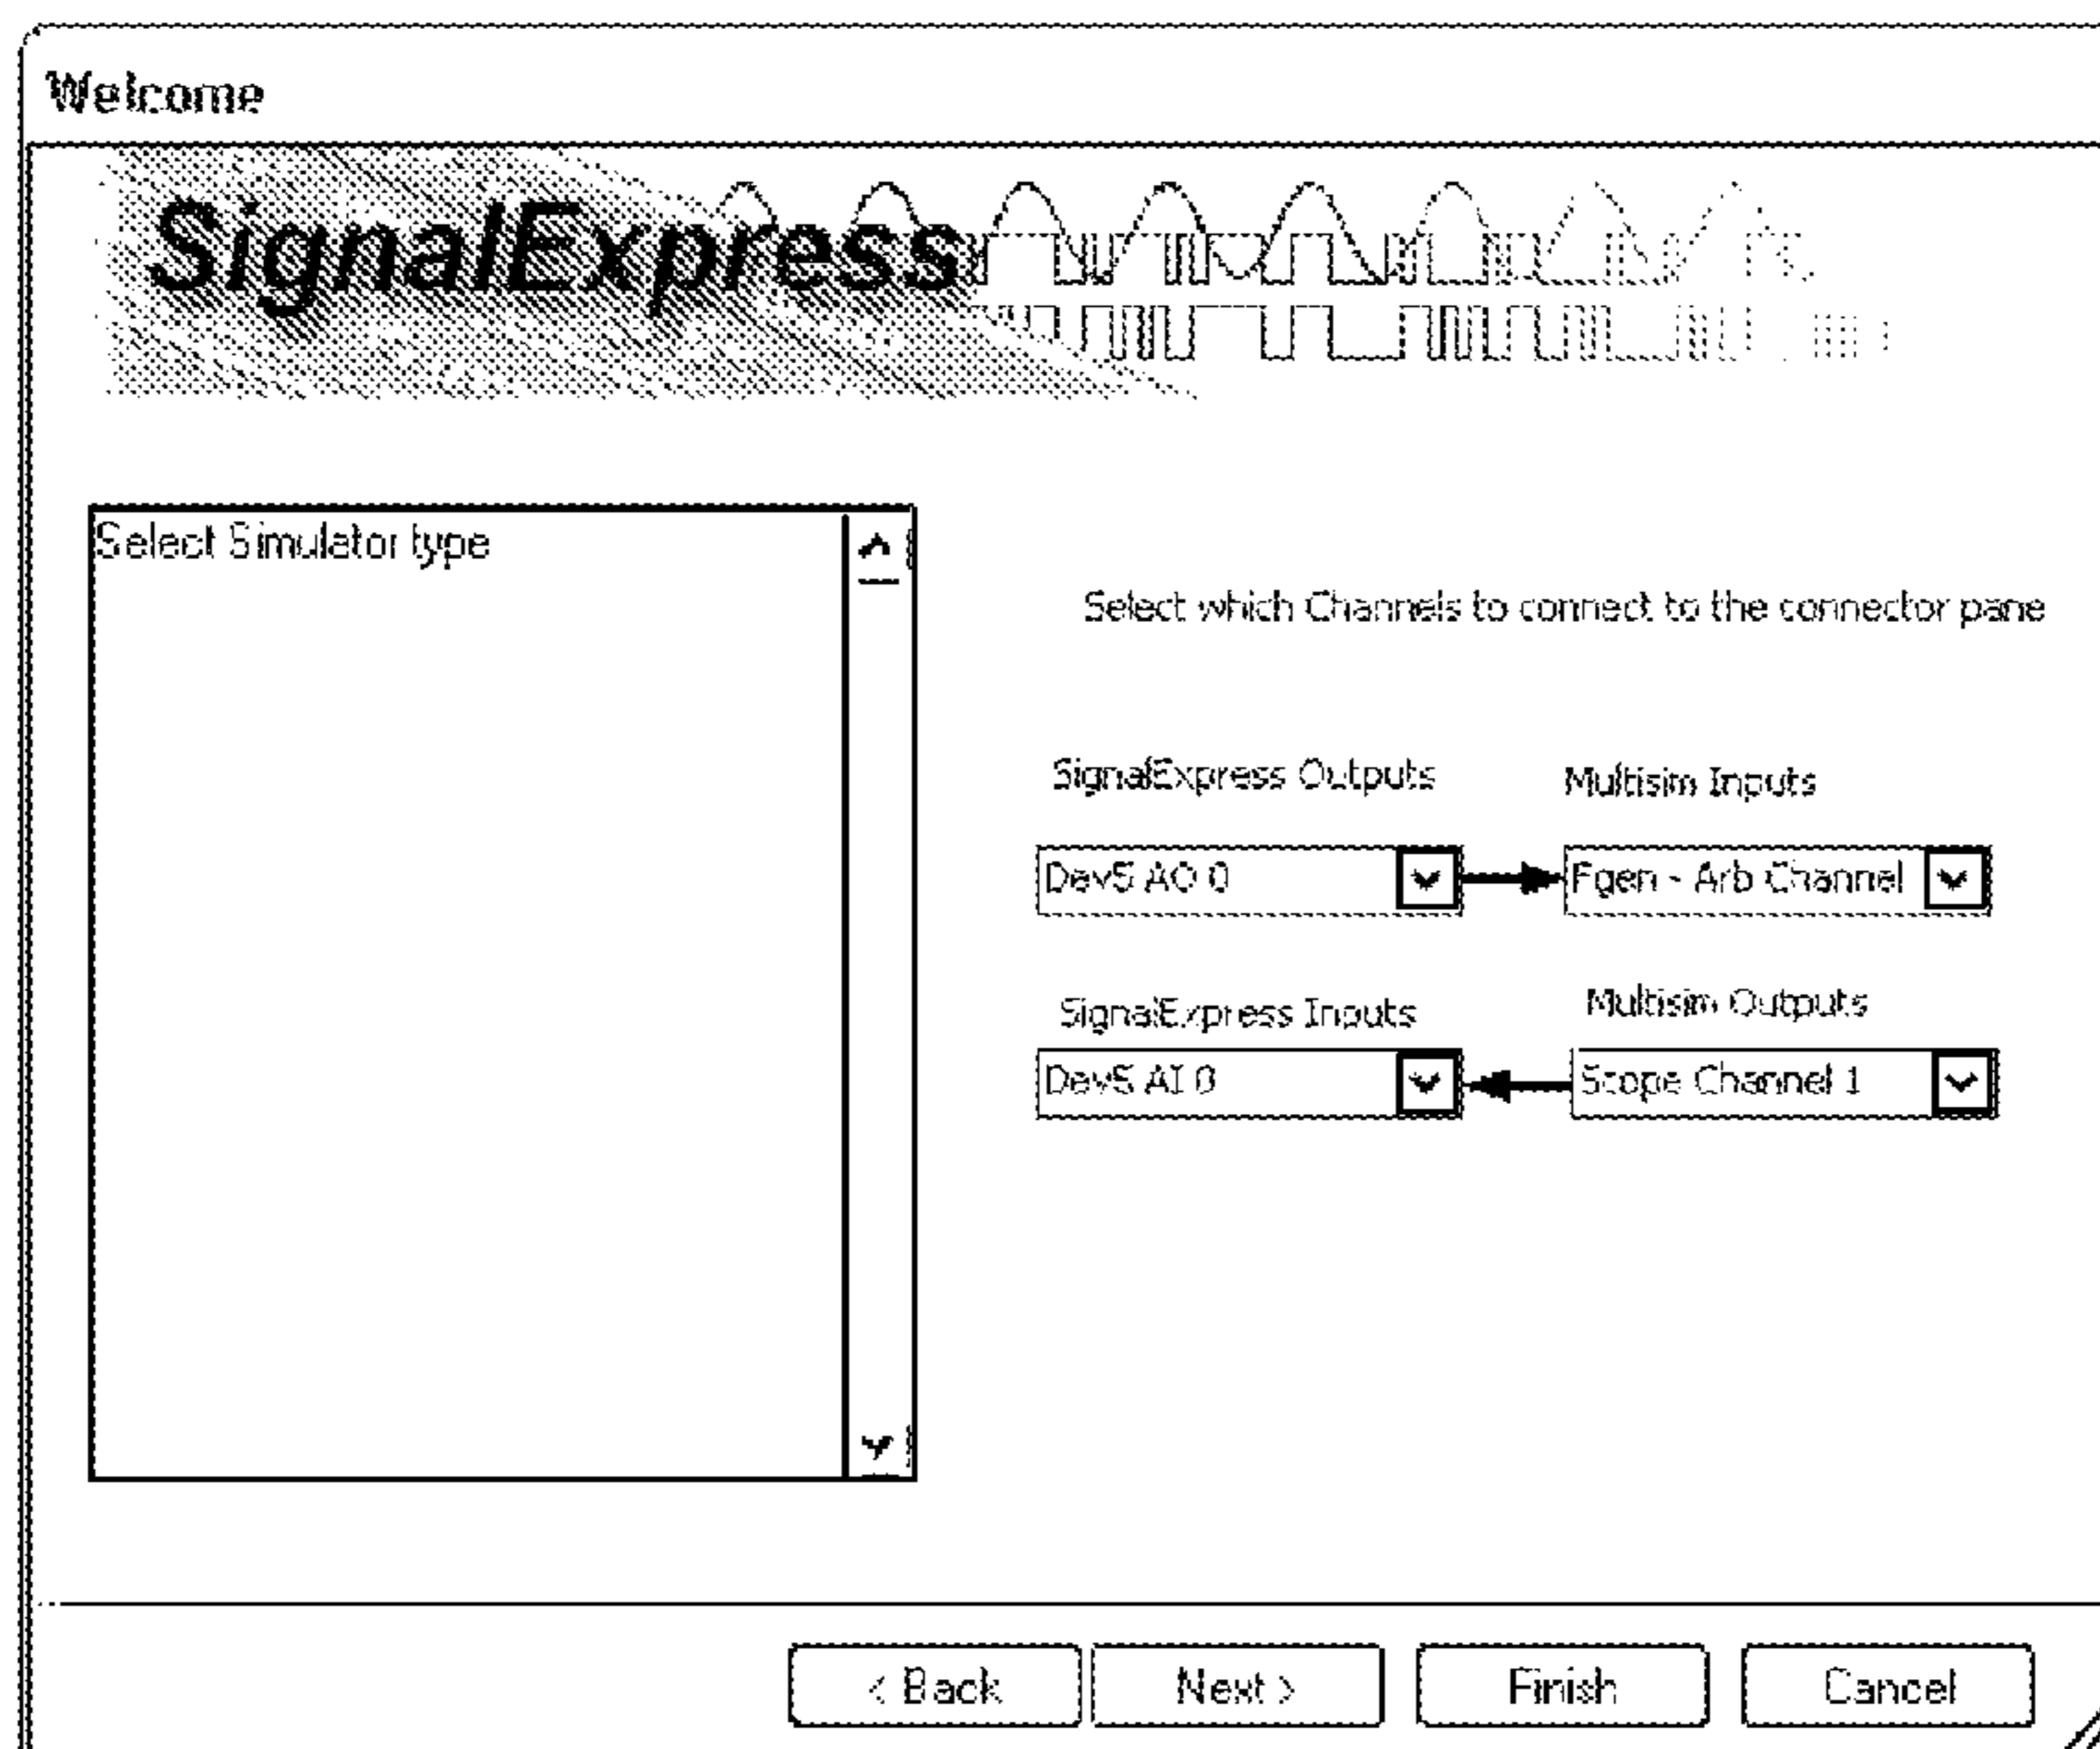 Welcome
SignalExpress
Select Simulator type
Select which Channels to connect to the connector pane
SignalExpress Outputs
Multisim Inputs
Dev5 AO 0
Fgen - Arb Channel
SignalExpress Inputs
Multisim Outputs
Dev5 AI 0
Scope Channel 1
< Back
Next >
Finish
Cancel